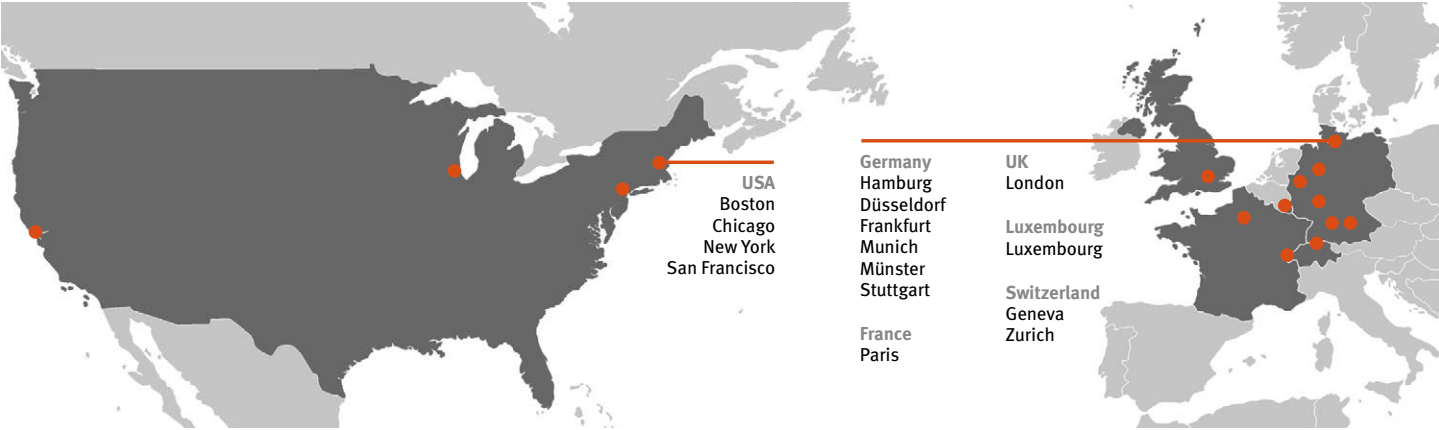 USA
Boston
Chicago
New York
San Francisco
Germany
Hamburg
Düsseldorf
Frankfurt
Munich
Münster
Stuttgart
France
Paris
UK
London
Luxembourg
Luxembourg
Switzerland
Geneva
Zurich